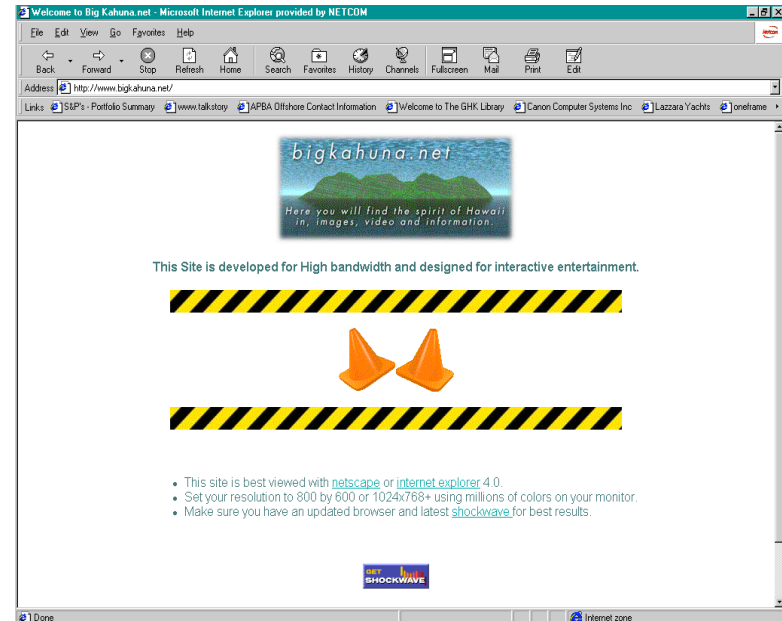 Welcome to Big Kahuna.net - Microsoft Internet Explorer provided by NETCOM
File Edit View Go Favorites Help
Back Forward Stop Refresh Home Search Favorites History Channels Fullscreen Mail Print Edit
Address http://www.bigkahuna.net/
Links S&P's - Portfolio Summary www.talkstory APBA Offshore Contact Information Welcome to The GHK Library Canon Computer Systems Inc Lazzara Yachts oneframe
bigkahuna.net
Here you will find the spirit of Hawaii
in, images, video and information.
This Site is developed for High bandwidth and designed for interactive entertainment.
This site is best viewed with netscape or internet explorer 4.0.
Set your resolution to 800 by 600 or 1024x768+ using millions of colors on your monitor.
Make sure you have an updated browser and latest shockwave for best results.
GET
SHOCKWAVE
Done Internet zone